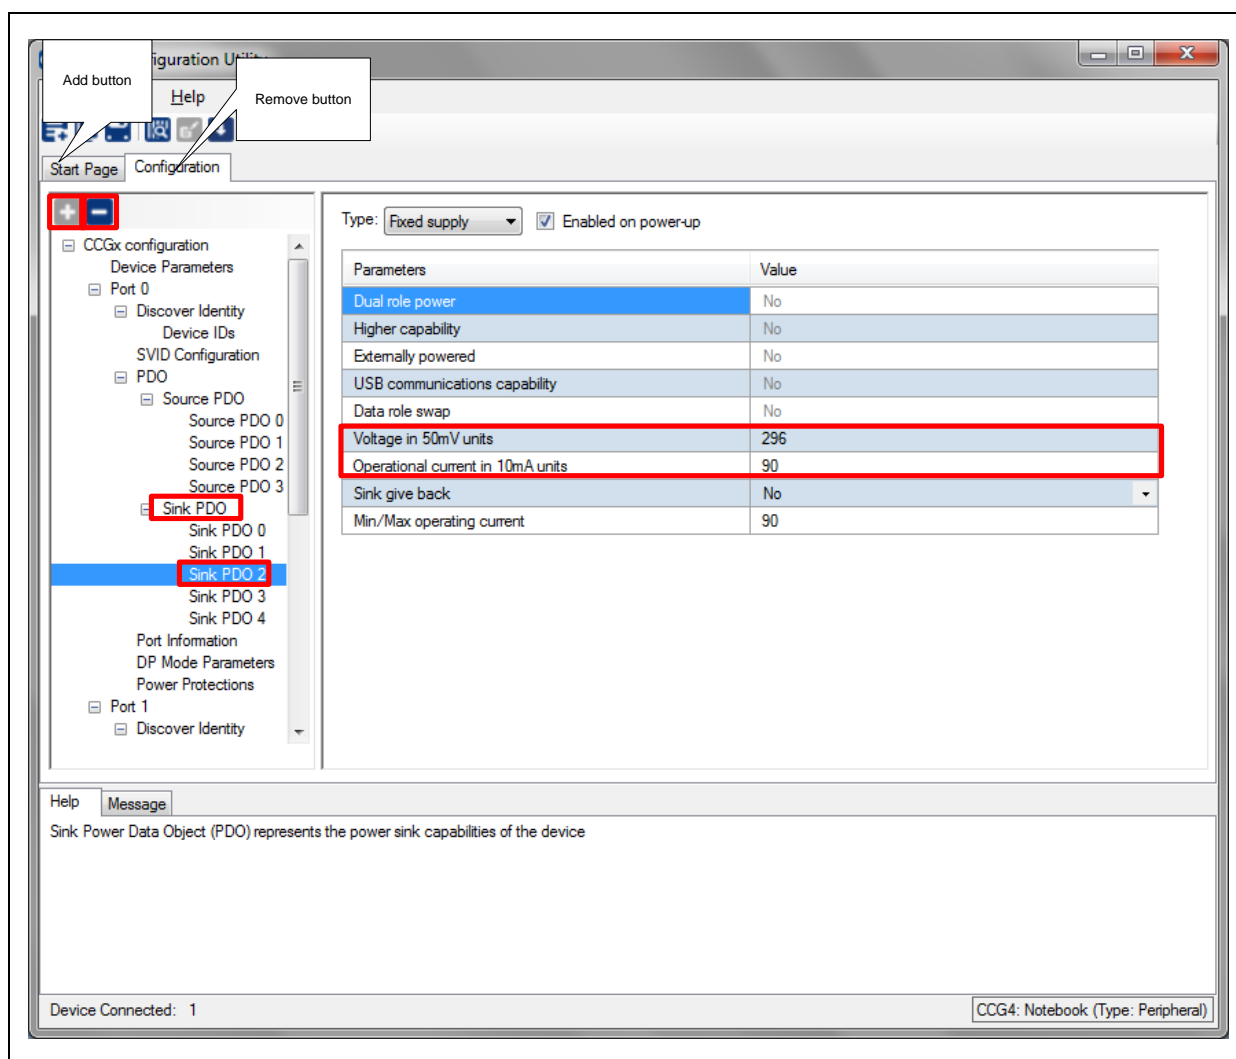 iguration Utility
Add button
Help
Remove button
Start Page
Configuration
Type: Fixed supply
Enabled on power-up
CCGx configuration
Device Parameters
Port 0
Discover Identity
Device IDs
SVID Configuration
PDO
Source PDO
Source PDO 0
Source PDO 1
Source PDO 2
Source PDO 3
Sink PDO
Sink PDO 0
Sink PDO 1
Sink PDO 2
Sink PDO 3
Sink PDO 4
Port Information
DP Mode Parameters
Power Protections
Port 1
Discover Identity
Parameters Value
Dual role power No
Higher capability No
Externally powered No
USB communications capability No
Data role swap No
Voltage in 50mV units 296
Operational current in 10mA units 90
Sink give back No
Min/Max operating current 90
Help
Message
Sink Power Data Object (PDO) represents the power sink capabilities of the device
Device Connected: 1
CCG4: Notebook (Type: Peripheral)